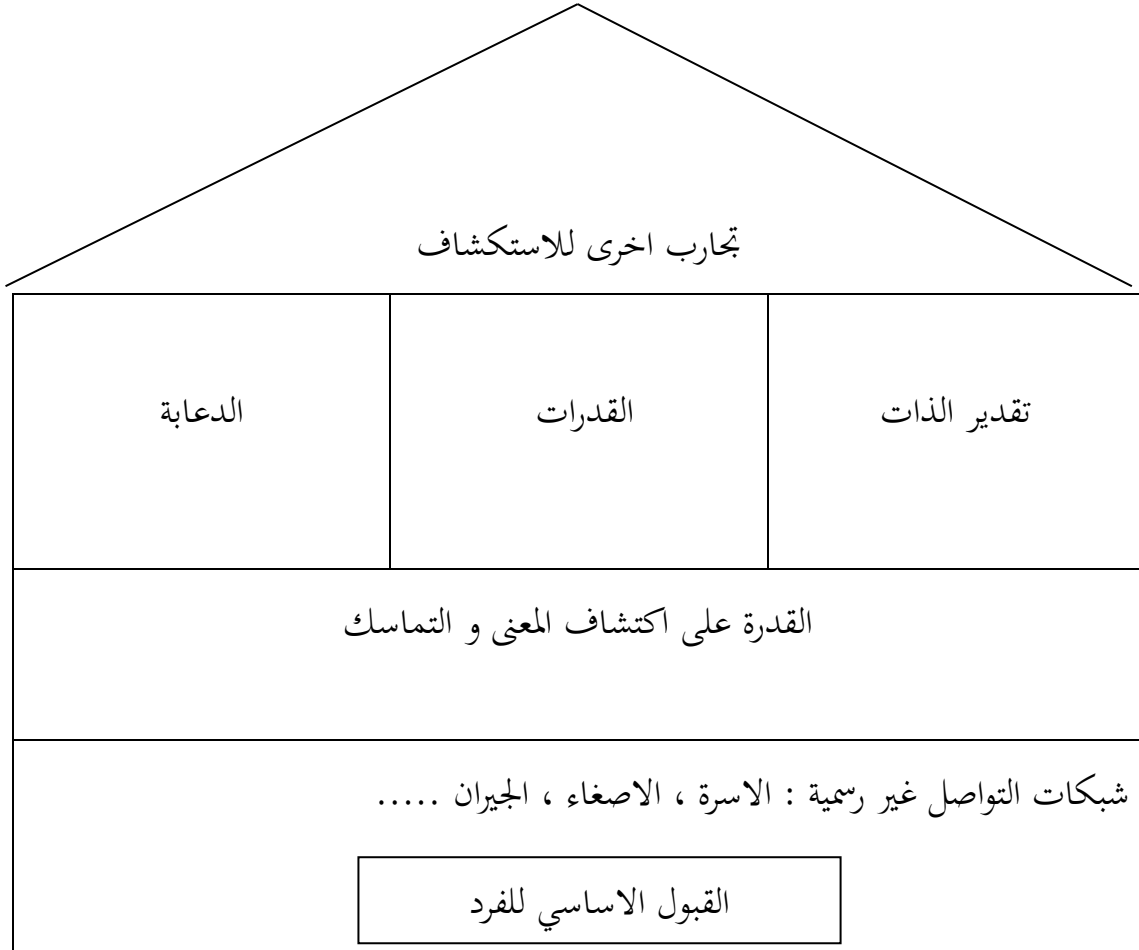 تجارب اخرى للاستكشاف
تقدير الذات
القدرات
الدعابة
القدرة على اكتشاف المعنى و التماسك
شبكات التواصل غير رسمية : الاسرة ، الاصغاء ، الجيران .....
القبول الاساسي للفرد